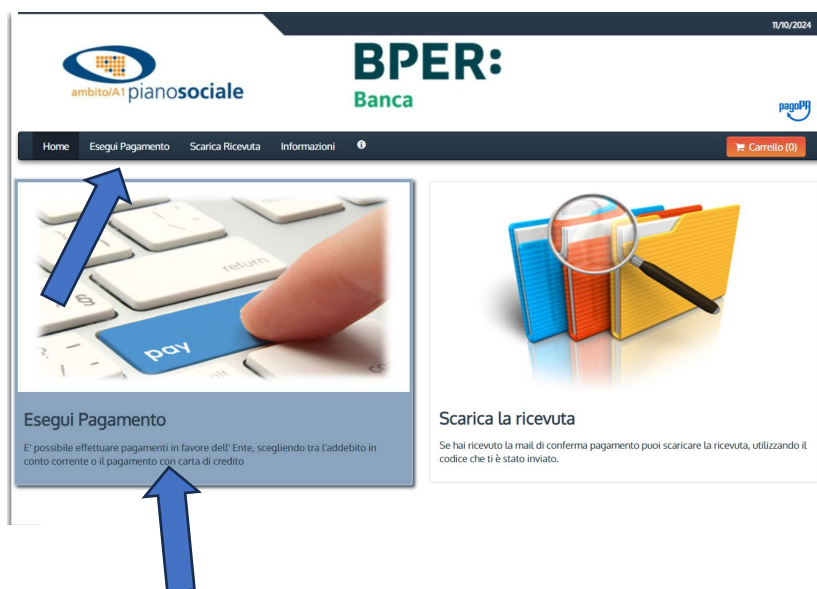 11/10/2024
ambito/A1 pianosociale
BPER:
Banca
pagoPA
Home Esegui Pagamento Scarica Ricevuta Informazioni
Carrello (0)
return
§
pay
alt
Esegui Pagamento
E' possibile effettuare pagamenti in favore dell' Ente, scegliendo tra l'addebito in
conto corrente o il pagamento con carta di credito
Scarica la ricevuta
Se hai ricevuto la mail di conferma pagamento puoi scaricare la ricevuta, utilizzando il
codice che ti è stato inviato.